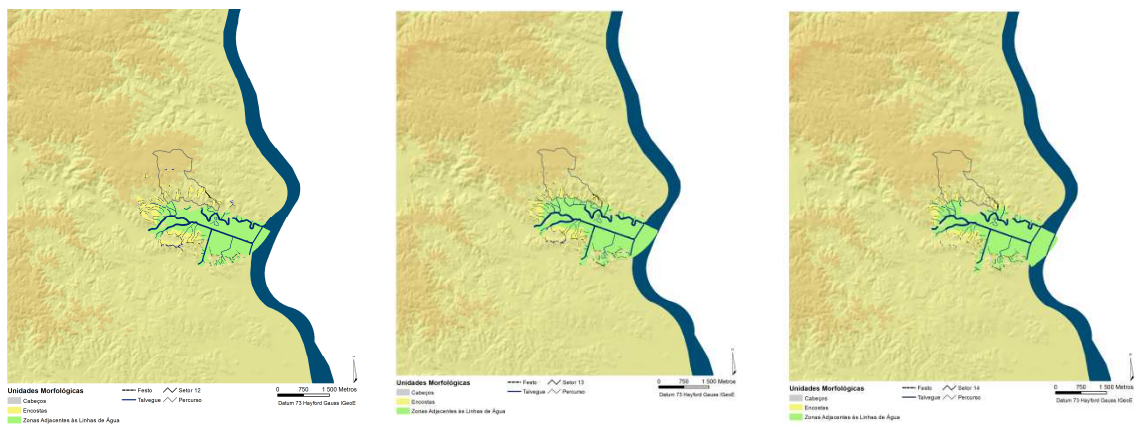 Unidades Morfológicas
Cabeços
Encostas
Zonas Adjacentes às Linhas de Água
Festo
Setor 12
Talvegue
Percurso
0 750 1 500 Metros
Datum 73 Hayford Gauss IGeoE
Unidades Morfológicas
Cabeços
Encostas
Zonas Adjacentes às Linhas de Água
Festo
Setor 13
Talvegue
Percurso
0 750 1 500 Metros
Datum 73 Hayford Gauss IGeoE
Unidades Morfológicas
Cabeços
Encostas
Zonas Adjacentes às Linhas de Água
Festo
Setor 14
Talvegue
Percurso
0 750 1 500 Metros
Datum 73 Hayford Gauss IGeoE